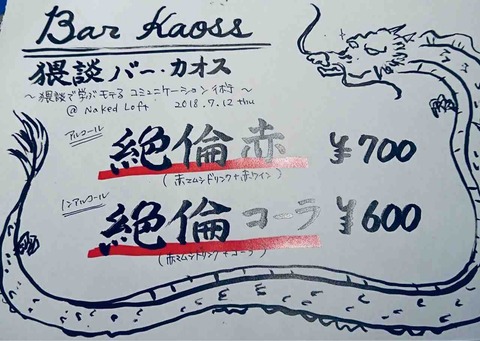 Bar Kaoss
猥談バー・カオス
〜猥談で学ぶモテるコミュニケーション術〜
@ Naked Loft 2018.7.12 thu
アルコール
絶倫赤 ¥700
(赤マムシドリンク+赤ワイン)
ノンアルコール
絶倫コーラ ¥600
(赤マムシドリンク+コーラ)